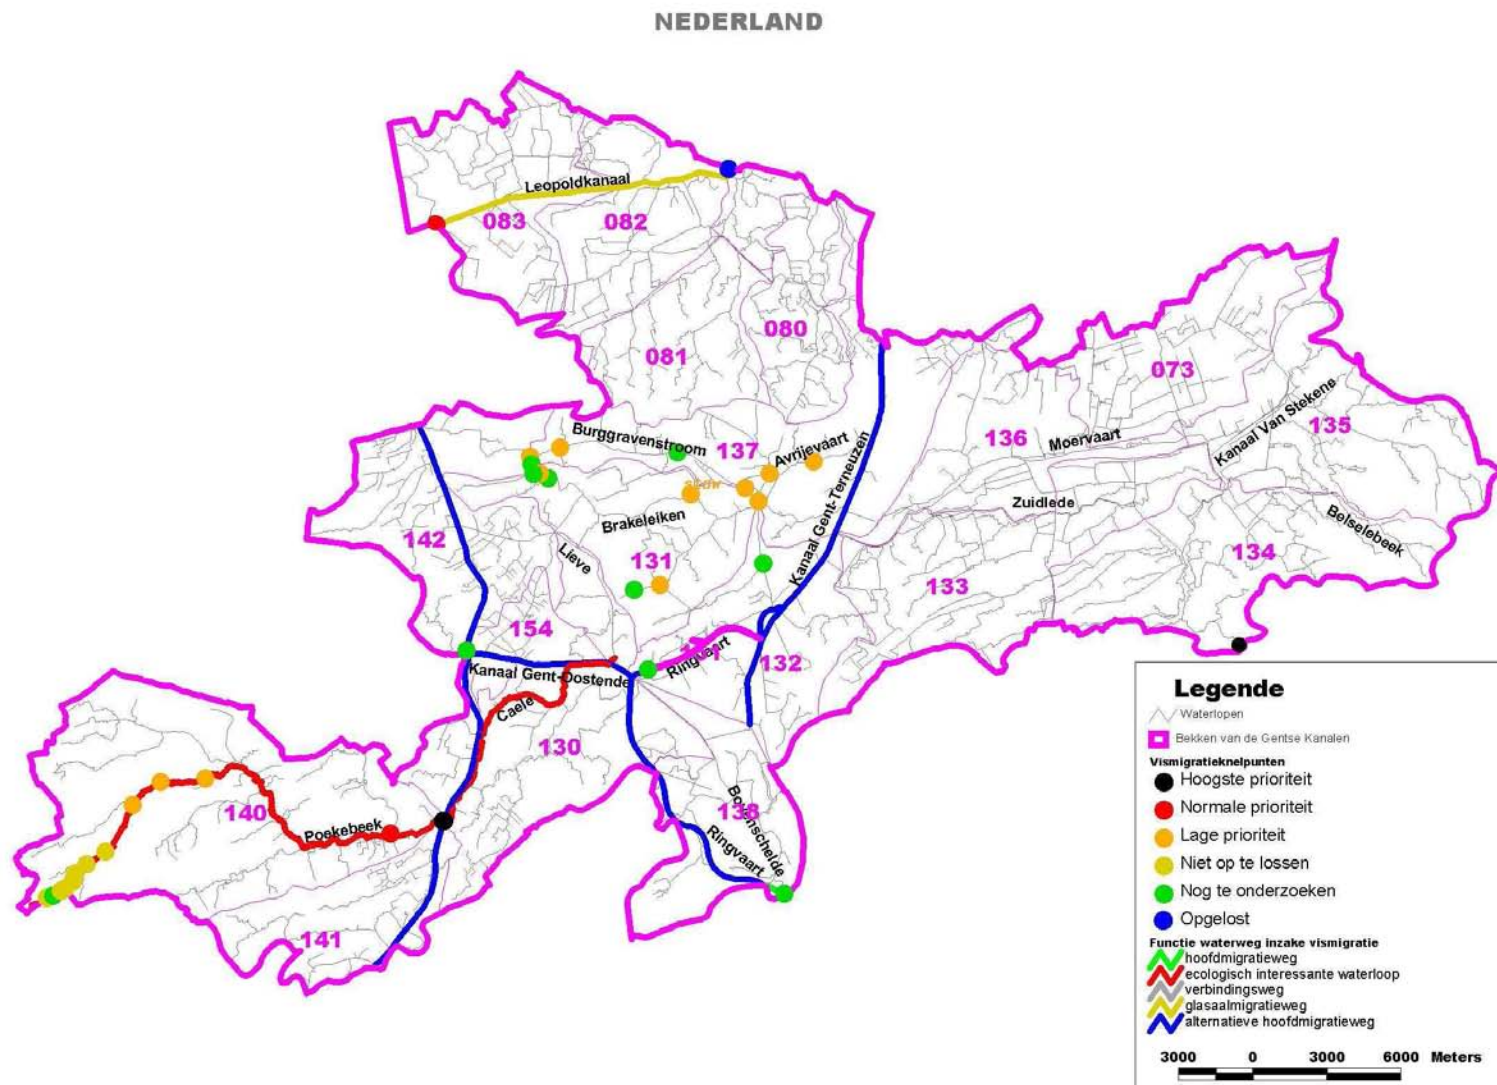 NEDERLAND
Leopoldkanaal
083
082
080
081
073
Kanaal Van Stekene
135
Burggravenstroom
137
Avrijevaart
136
Moervaart
Zuidlede
Brakeleiken
Kanaal Gent-Terneuzen
Belselebeek
142
Lieve
131
134
133
154
Ringvaart
132
Kanaal Gent-Oostende
Caele
130
140
Poekebeek
138
Ringvaart
141
Legende
Waterlopen
Bekken van de Gentse Kanalen
Vismigratieknelpunten
Hoogste prioriteit
Normale prioriteit
Lage prioriteit
Niet op te lossen
Nog te onderzoeken
Opgelost
Functie waterweg inzake vismigratie
hoofdmigratieweg
ecologisch interessante waterloop
verbindingsweg
glasaalmigratieweg
alternatieve hoofdmigratieweg
3000 0 3000 6000 Meters